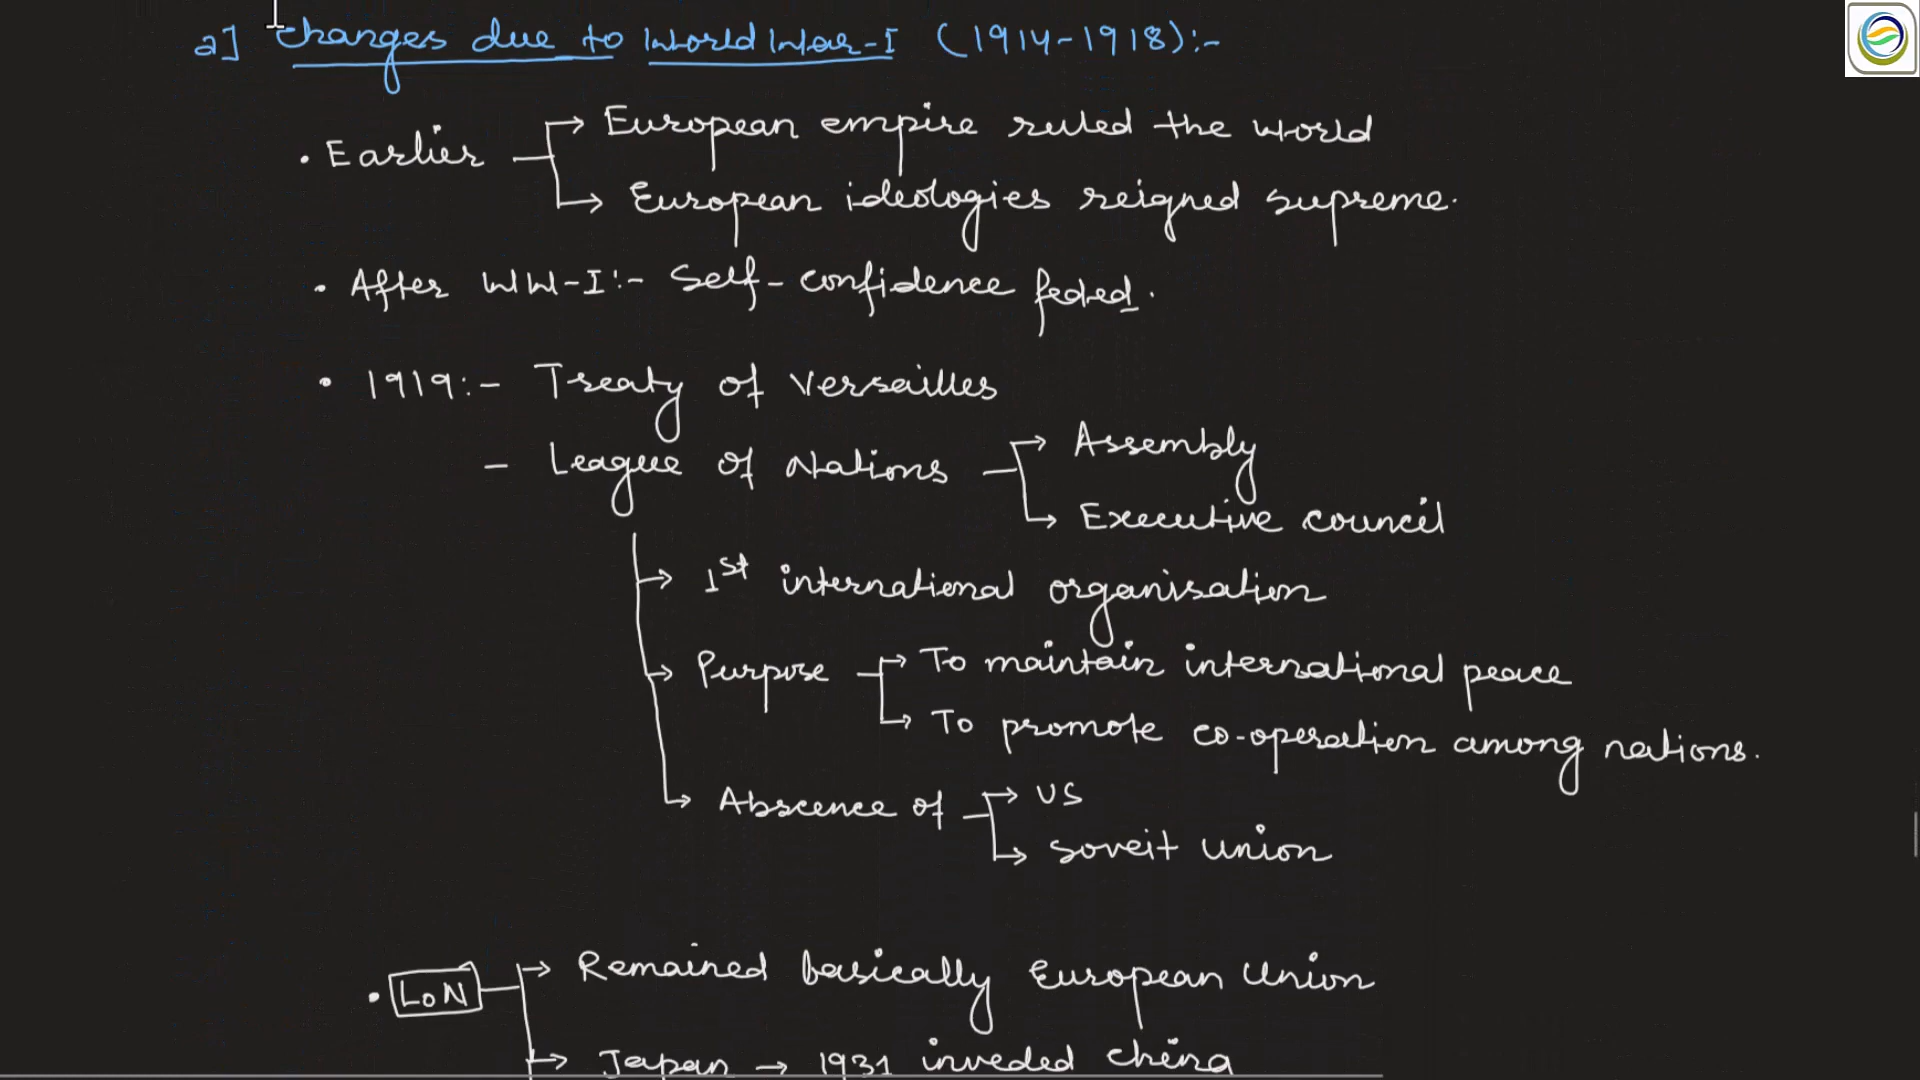 a] Changes due to World War-I (1914-1918):-
• Earlier → European empire ruled the world
→ European ideologies reigned supreme.
• After WW-I:- Self-confidence faded.
• 1919:- Treaty of Versailles
- League of Nations → Assembly
→ Executive council
→ 1st international organisation
→ Purpose → To maintain international peace
→ To promote co-operation among nations.
→ Abscence of → US
→ Soveit union
• LoN → Remained basically European Union
→ Japan → 1931 invaded china